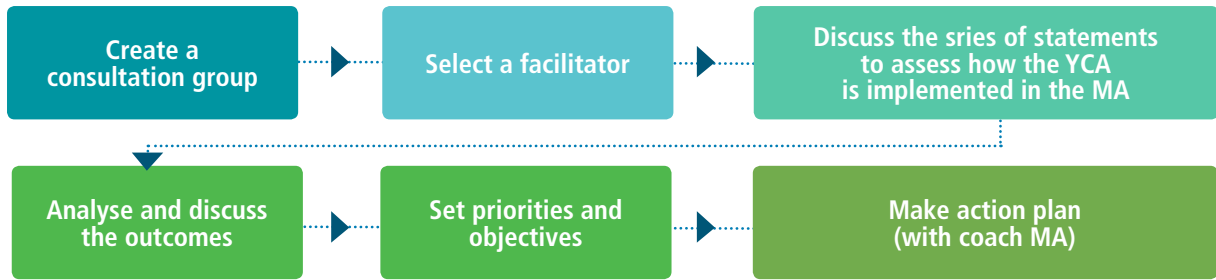 Create a
consultation group
Select a facilitator
Discuss the sries of statements
to assess how the YCA
is implemented in the MA
Analyse and discuss
the outcomes
Set priorities and
objectives
Make action plan
(with coach MA)